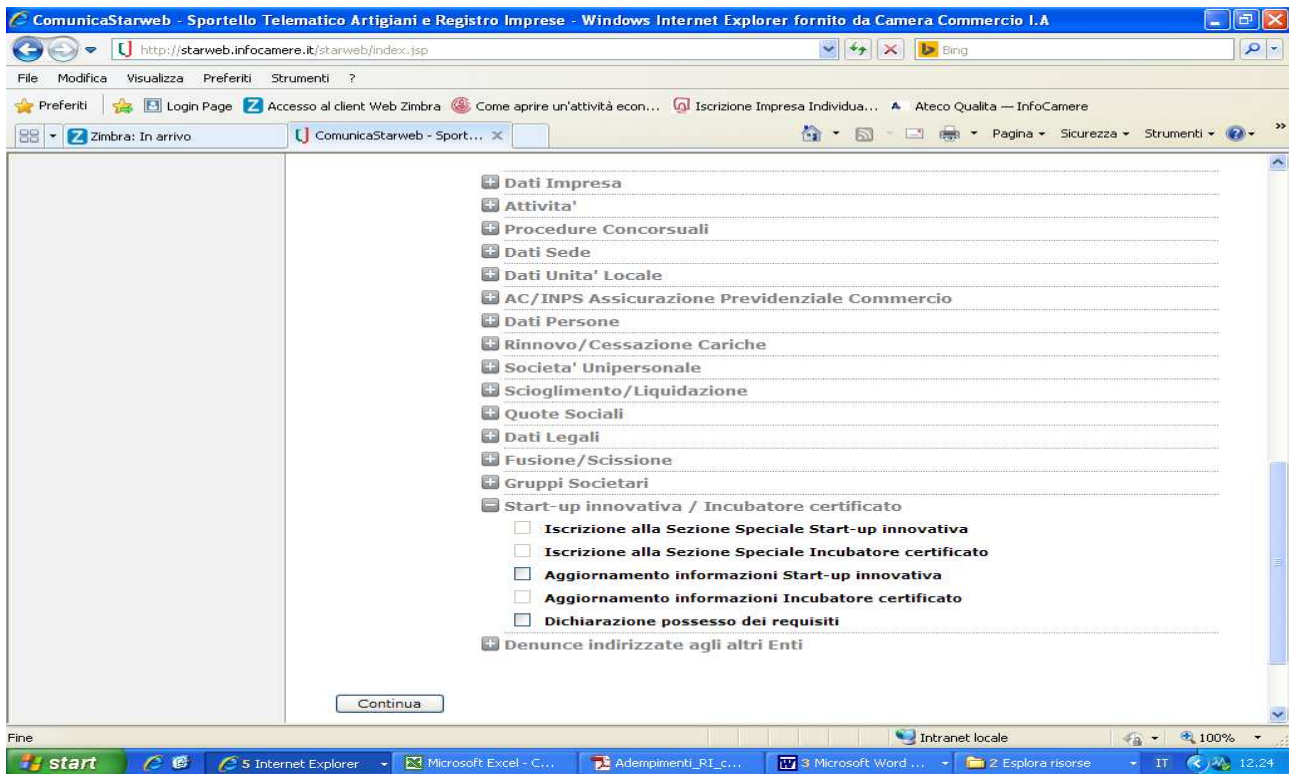 ComunicaStarweb - Sportello Telematico Artigiani e Registro Imprese - Windows Internet Explorer fornito da Camera Commercio I.A
http://starweb.infocamere.it/starweb/index.jsp
Bing
File Modifica Visualizza Preferiti Strumenti ?
Preferiti Login Page Accesso al client Web Zimbra Come aprire un'attività econ... Iscrizione Impresa Individua... Ateco Qualita — InfoCamere
Zimbra: In arrivo ComunicaStarweb - Sport... Pagina Sicurezza Strumenti »
Dati Impresa
Attivita'
Procedure Concorsuali
Dati Sede
Dati Unita' Locale
AC/INPS Assicurazione Previdenziale Commercio
Dati Persone
Rinnovo/Cessazione Cariche
Societa' Unipersonale
Scioglimento/Liquidazione
Quote Sociali
Dati Legali
Fusione/Scissione
Gruppi Societari
Start-up innovativa / Incubatore certificato
Iscrizione alla Sezione Speciale Start-up innovativa
Iscrizione alla Sezione Speciale Incubatore certificato
Aggiornamento informazioni Start-up innovativa
Aggiornamento informazioni Incubatore certificato
Dichiarazione possesso dei requisiti
Denunce indirizzate agli altri Enti
Continua
Fine Intranet locale 100%
start 5 Internet Explorer Microsoft Excel - C... Adempimenti_RI_c... 3 Microsoft Word ... 2 Esplora risorse IT 12.24